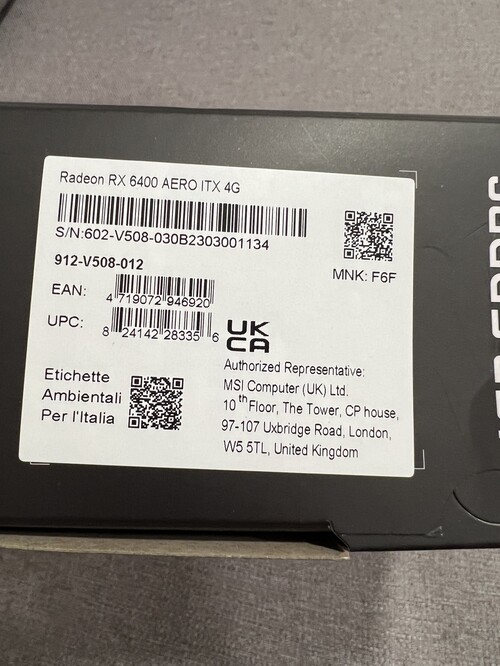 Radeon RX 6400 AERO ITX 4G
S/N:602-V508-030B2303001134
912-V508-012
MNK: F6F
EAN: 4 719072 946920
UPC: 8 24142 28335 6
UK
CA
Etichette
Ambientali
Per l'Italia
Authorized Representative:
MSI Computer (UK) Ltd.
10th Floor, The Tower, CP house,
97-107 Uxbridge Road, London,
W5 5TL, United Kingdom